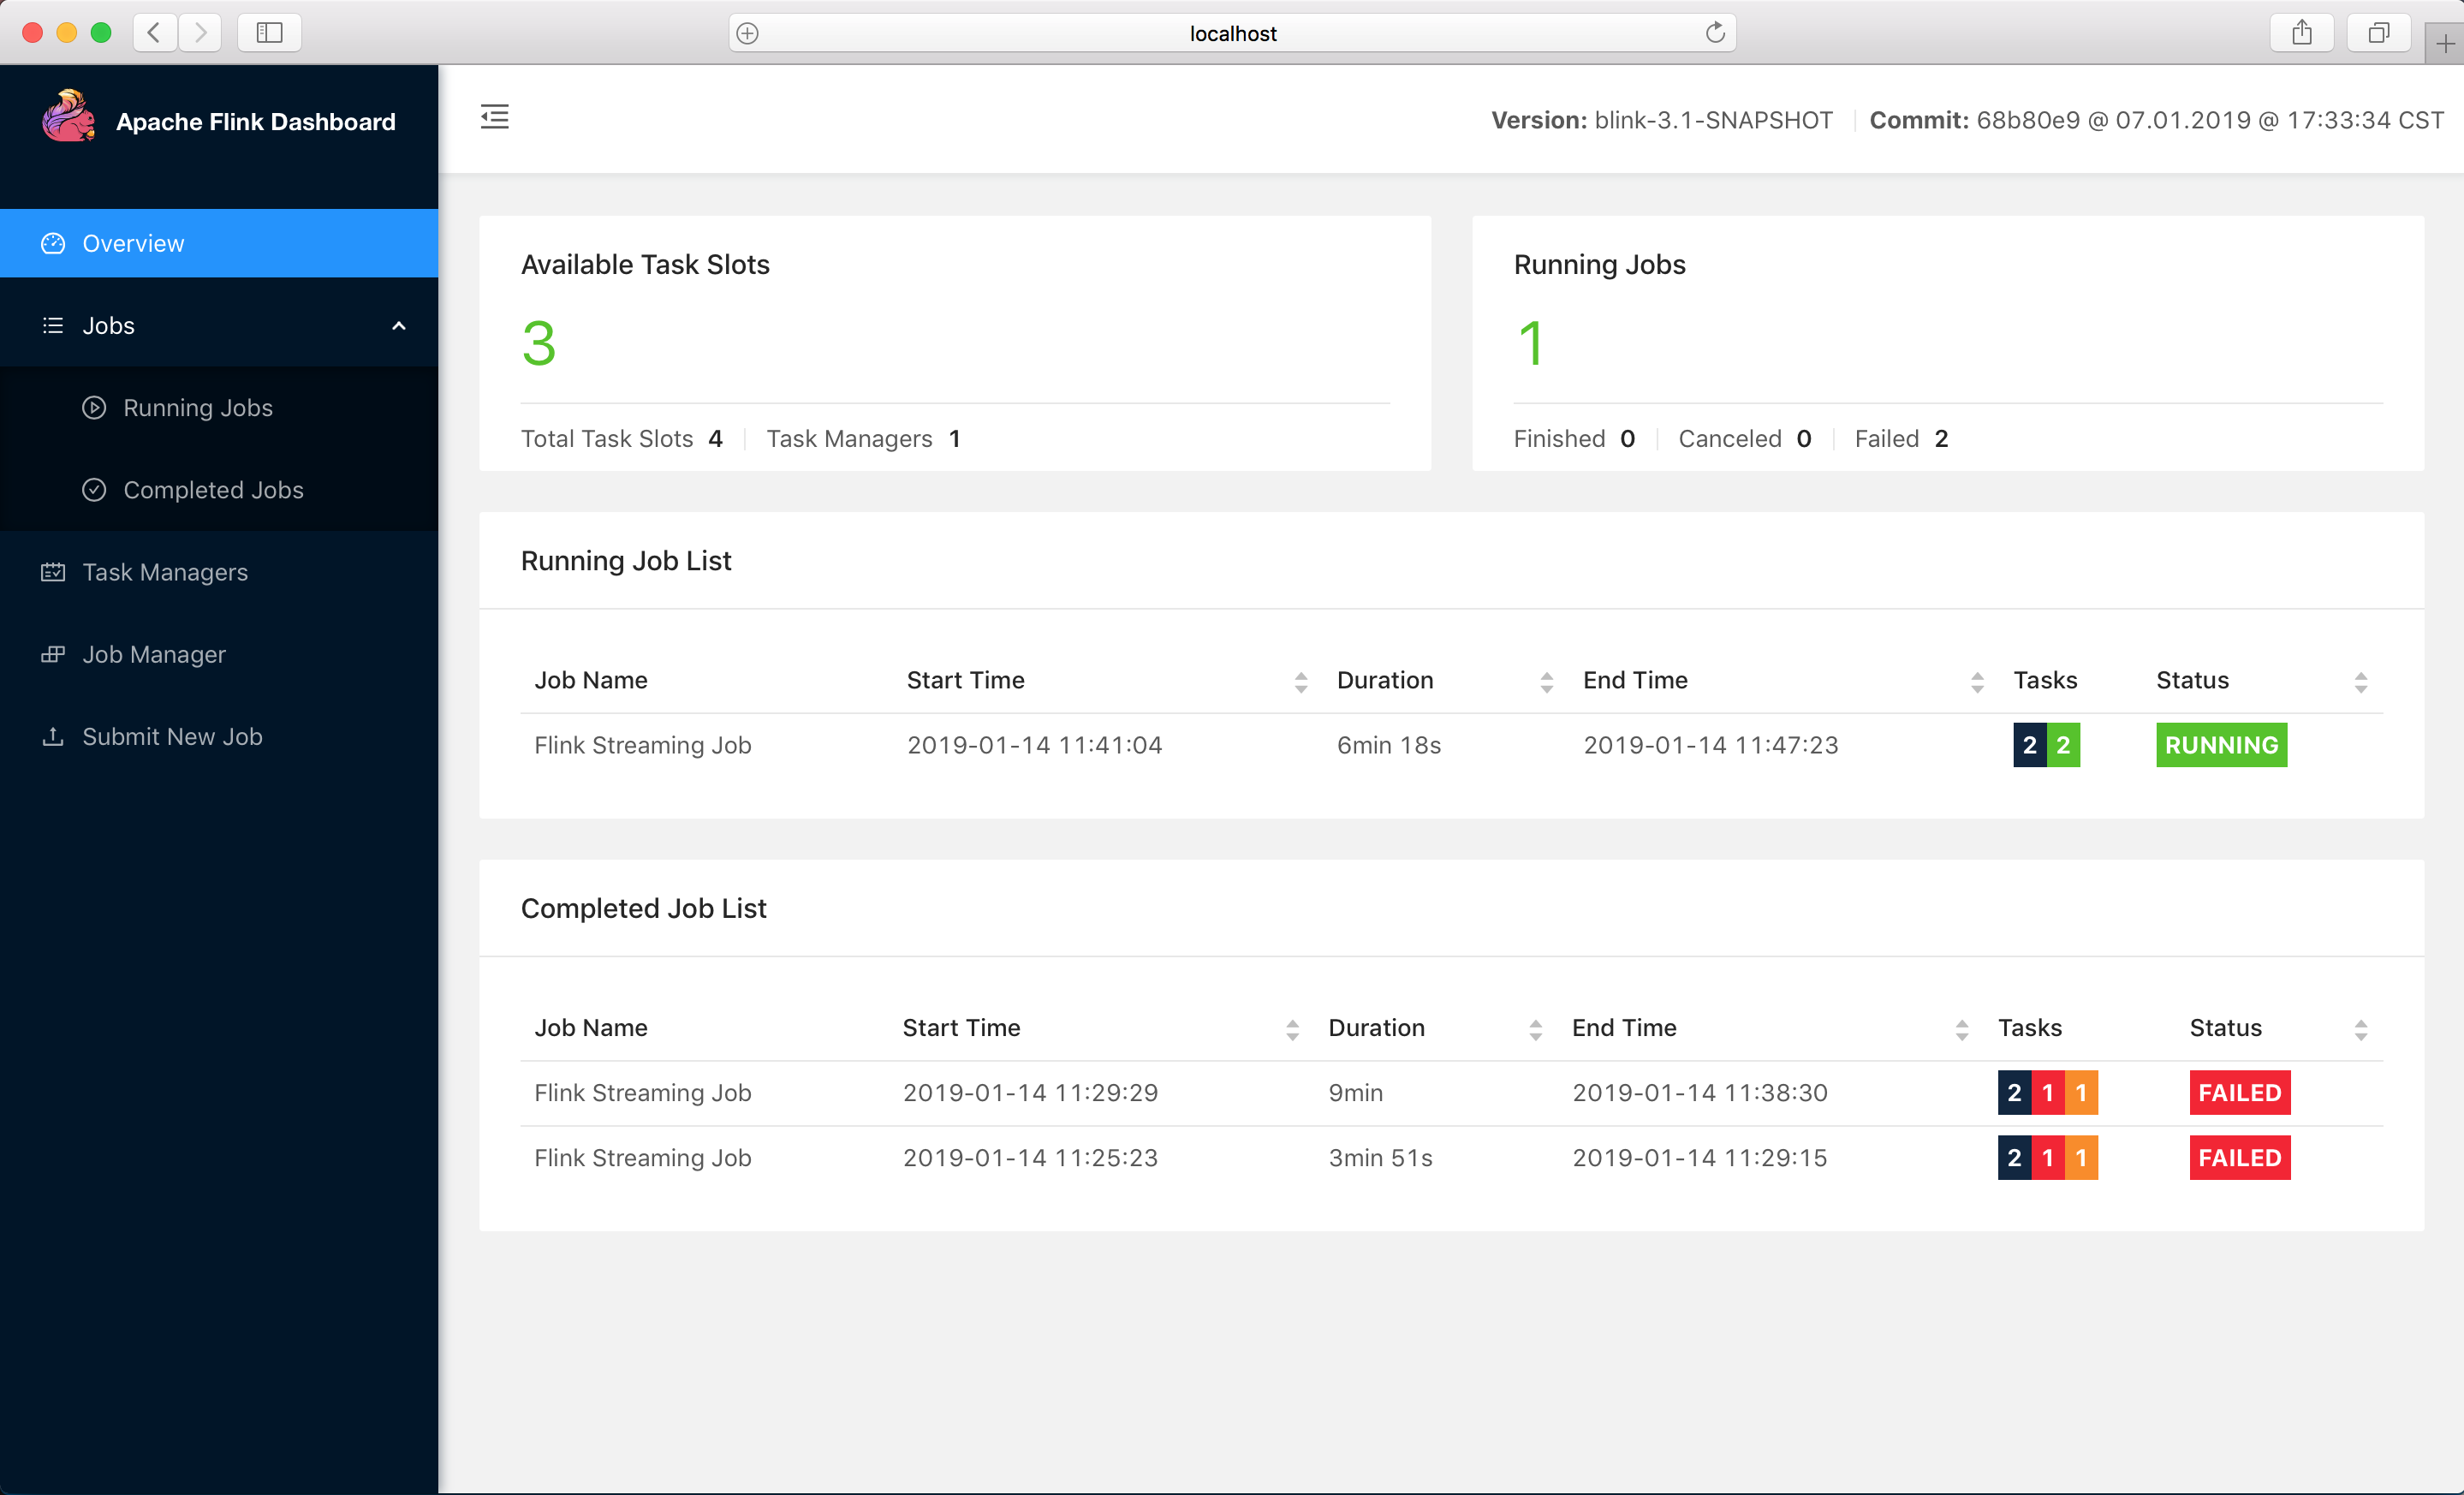 localhost
Apache Flink Dashboard
Version: blink-3.1-SNAPSHOT Commit: 68b80e9 @ 07.01.2019 @ 17:33:34 CST
Overview
Jobs
Running Jobs
Completed Jobs
Task Managers
Job Manager
Submit New Job
Available Task Slots
3
Total Task Slots 4 Task Managers 1
Running Jobs
1
Finished 0 Canceled 0 Failed 2
Running Job List
Job Name Start Time Duration End Time Tasks Status
Flink Streaming Job 2019-01-14 11:41:04 6min 18s 2019-01-14 11:47:23 2 2 RUNNING
Completed Job List
Job Name Start Time Duration End Time Tasks Status
Flink Streaming Job 2019-01-14 11:29:29 9min 2019-01-14 11:38:30 2 1 1 FAILED
Flink Streaming Job 2019-01-14 11:25:23 3min 51s 2019-01-14 11:29:15 2 1 1 FAILED